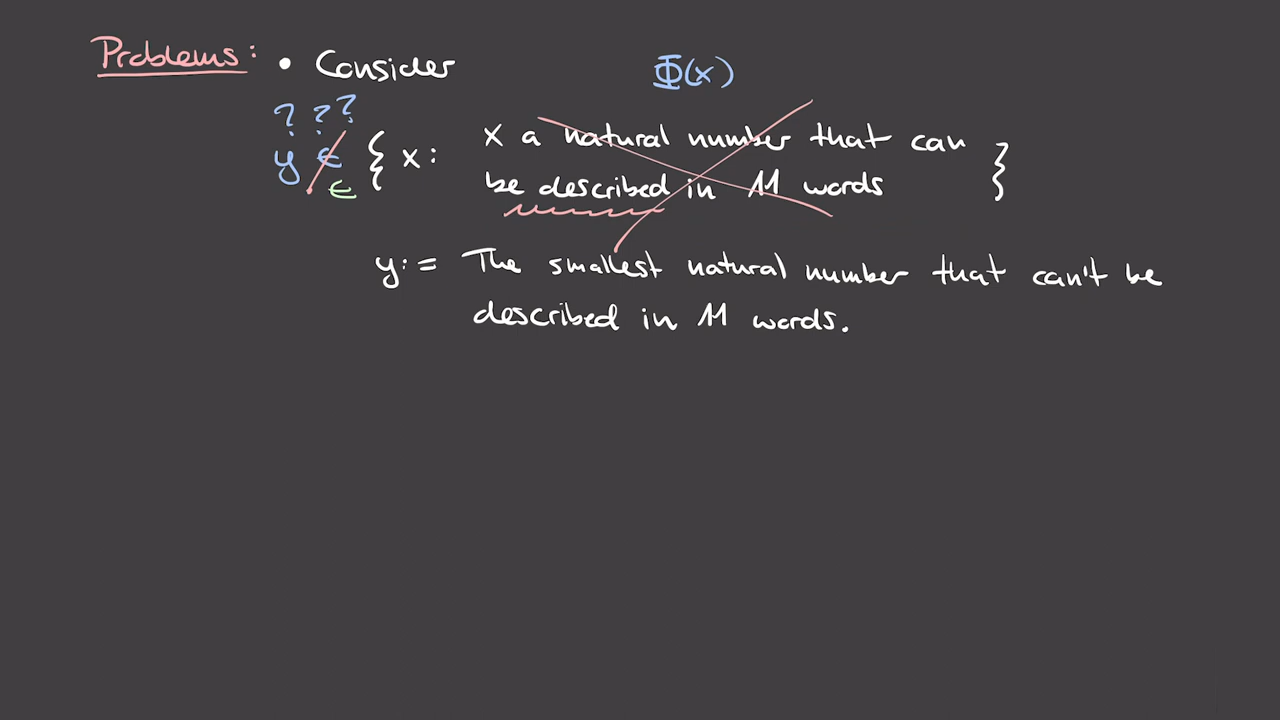 Problems: • Consider Φ(x)
? ? ?
y ∉ { x: x a natural number that can
∈ be described in 11 words }
y := The smallest natural number that can't be
described in 11 words.